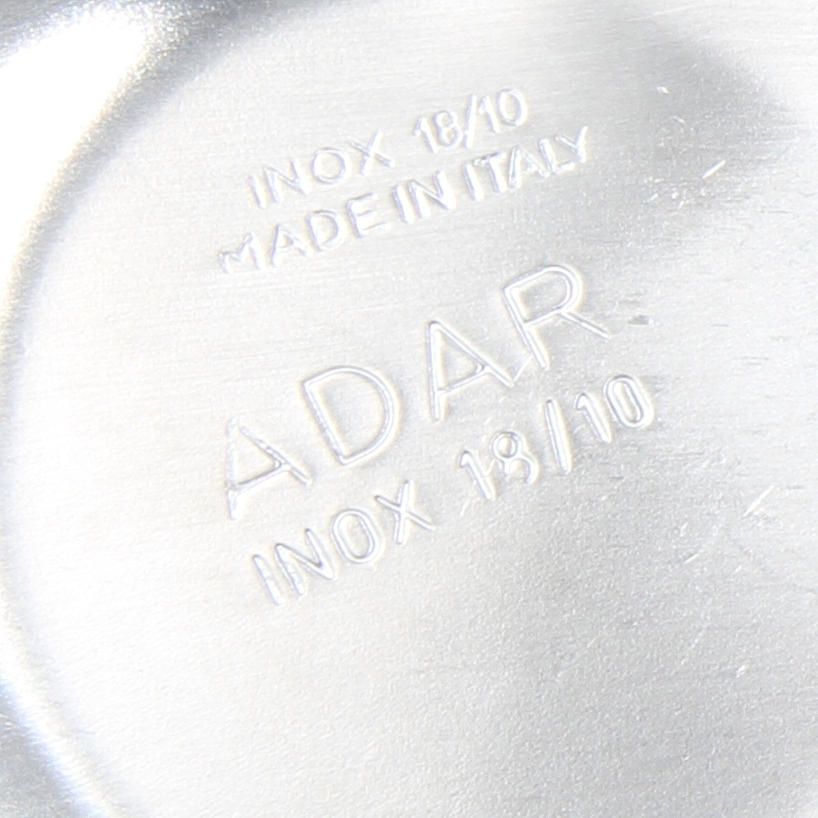 INOX 18/10
MADE IN ITALY
ADAR
INOX 18/10